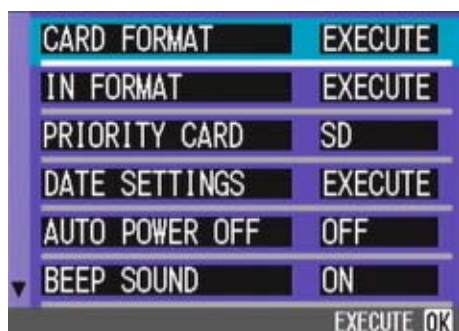 CARD FORMAT EXECUTE
IN FORMAT EXECUTE
PRIORITY CARD SD
DATE SETTINGS EXECUTE
AUTO POWER OFF OFF
BEEP SOUND ON
EXECUTE OK